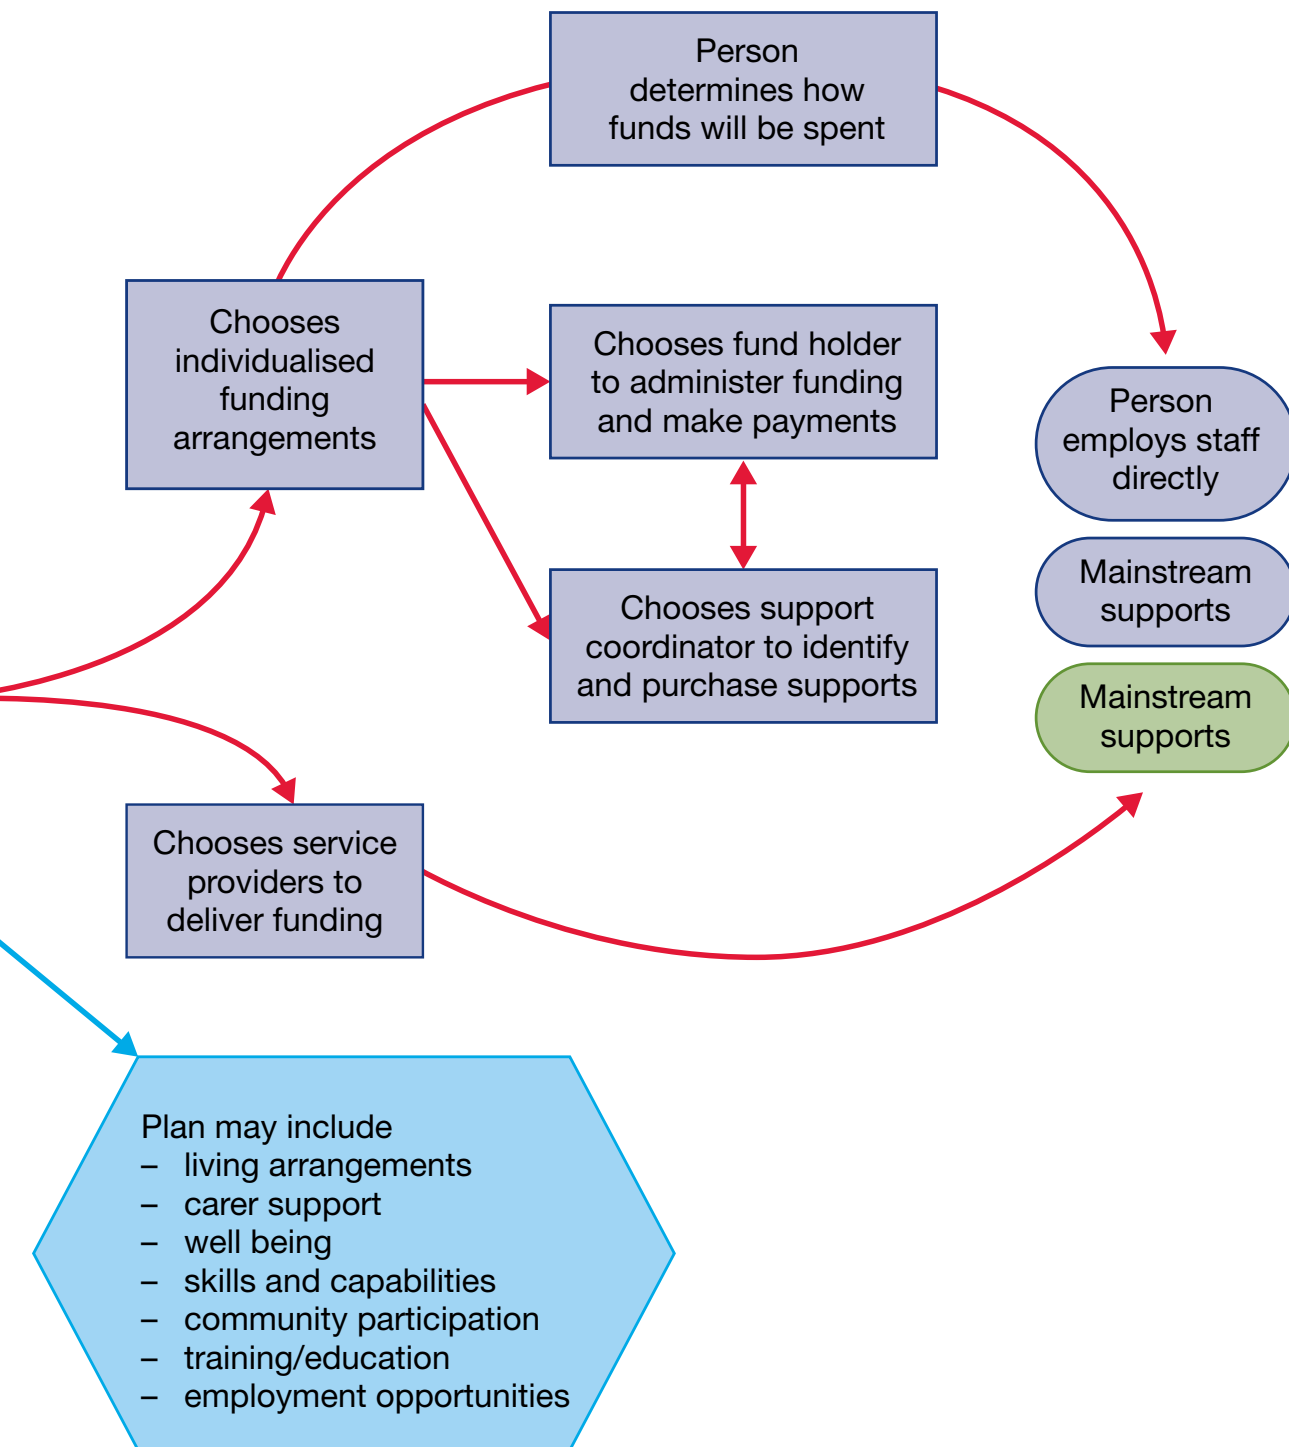 Person
determines how
funds will be spent
Chooses
individualised
funding
arrangements
Chooses fund holder
to administer funding
and make payments
Person
employs staff
directly
Mainstream
supports
Chooses support
coordinator to identify
and purchase supports
Mainstream
supports
Chooses service
providers to
deliver funding
Plan may include
– living arrangements
– carer support
– well being
– skills and capabilities
– community participation
– training/education
– employment opportunities